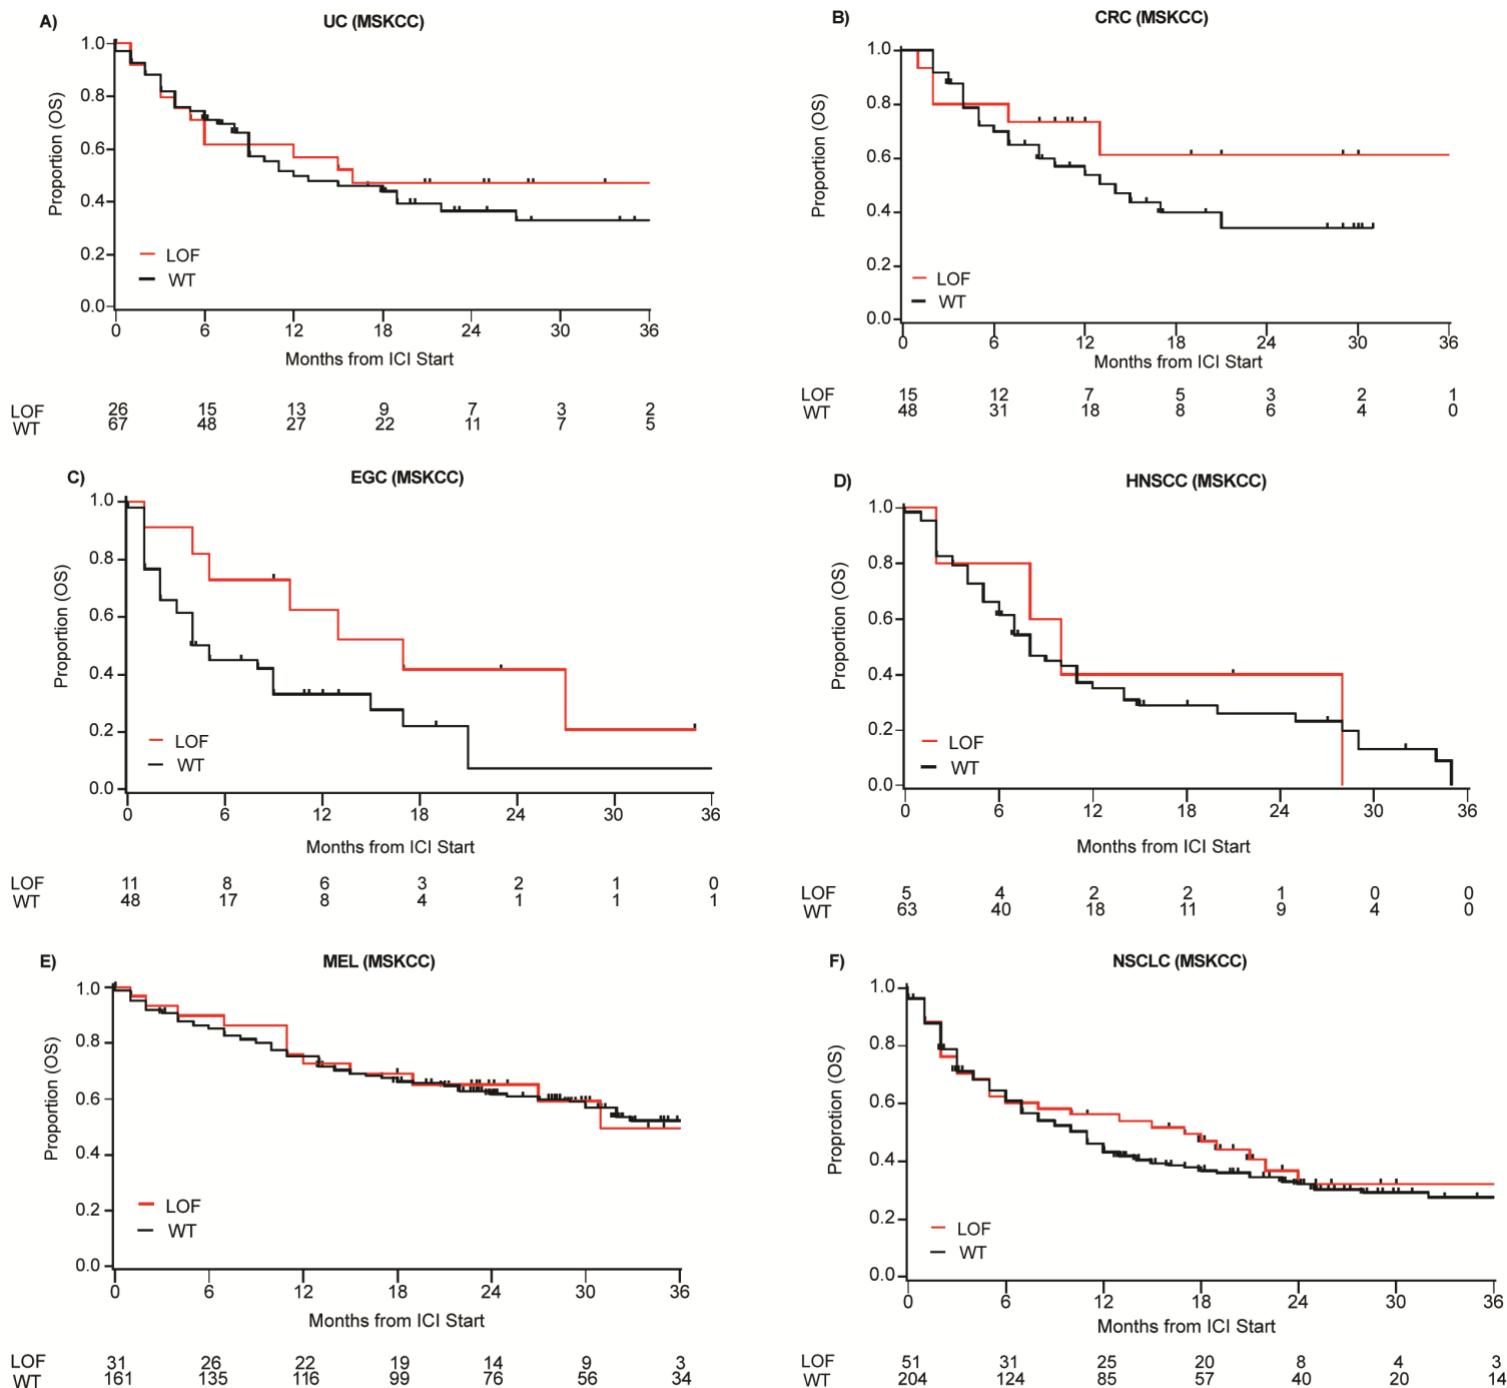 A) UC (MSKCC)
1.0
0.8
0.6
0.4
0.2
0.0
Proportion (OS)
LOF
WT
0 6 12 18 24 30 36
Months from ICI Start
LOF 26 15 13 9 7 3 2
WT 67 48 27 22 11 7 5
B) CRC (MSKCC)
1.0
0.8
0.6
0.4
0.2
0.0
Proportion (OS)
LOF
WT
0 6 12 18 24 30 36
Months from ICI Start
LOF 15 12 7 5 3 2 1
WT 48 31 18 8 6 4 0
C) EGC (MSKCC)
1.0
0.8
0.6
0.4
0.2
0.0
Proportion (OS)
LOF
WT
0 6 12 18 24 30 36
Months from ICI Start
LOF 11 8 6 3 2 1 0
WT 48 17 8 4 1 1 1
D) HNSCC (MSKCC)
1.0
0.8
0.6
0.4
0.2
0.0
Proportion (OS)
LOF
WT
0 6 12 18 24 30 36
Months from ICI Start
LOF 5 4 2 2 1 0 0
WT 63 40 18 11 9 4 0
E) MEL (MSKCC)
1.0
0.8
0.6
0.4
0.2
0.0
Proportion (OS)
LOF
WT
0 6 12 18 24 30 36
Months from ICI Start
LOF 31 26 22 19 14 9 3
WT 161 135 116 99 76 56 34
F) NSCLC (MSKCC)
1.0
0.8
0.6
0.4
0.2
0.0
Proprotion (OS)
LOF
WT
0 6 12 18 24 30 36
Months from ICI Start
LOF 51 31 25 20 8 4 3
WT 204 124 85 57 40 20 14